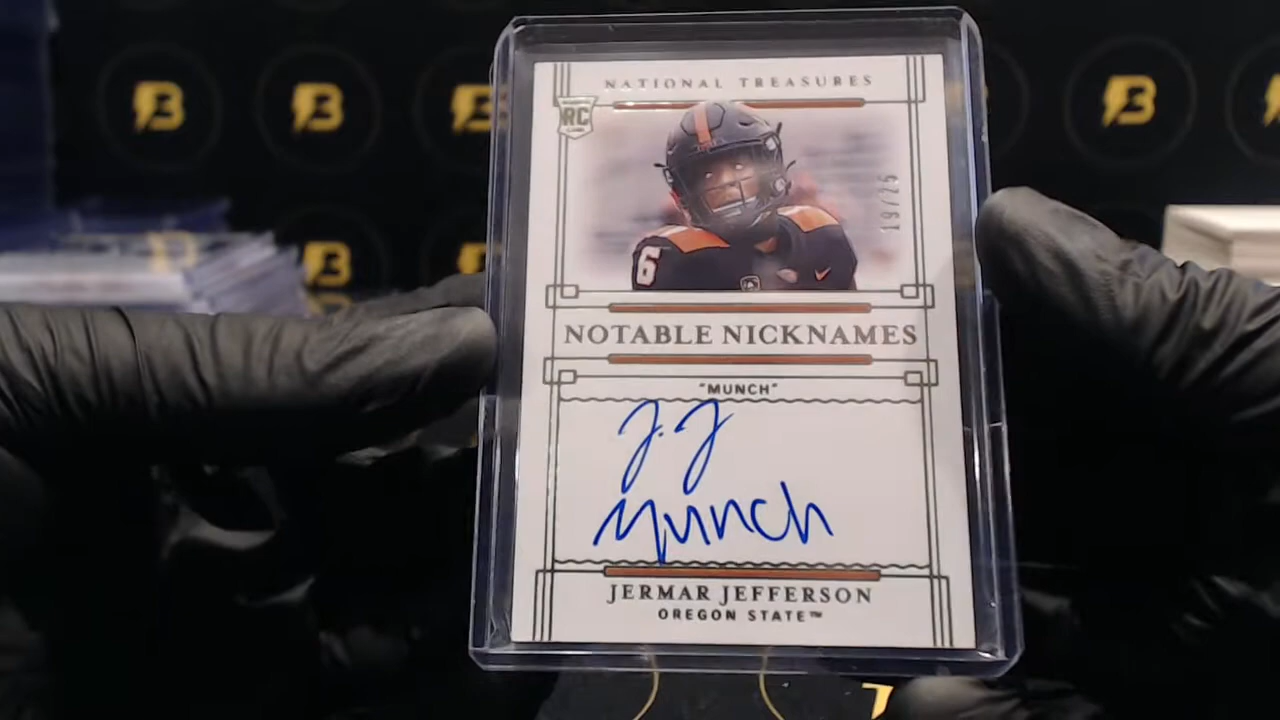 NATIONAL TREASURES
RC
19/25
6
NOTABLE NICKNAMES
"MUNCH"
J.J
Munch
JERMAR JEFFERSON
OREGON STATE™